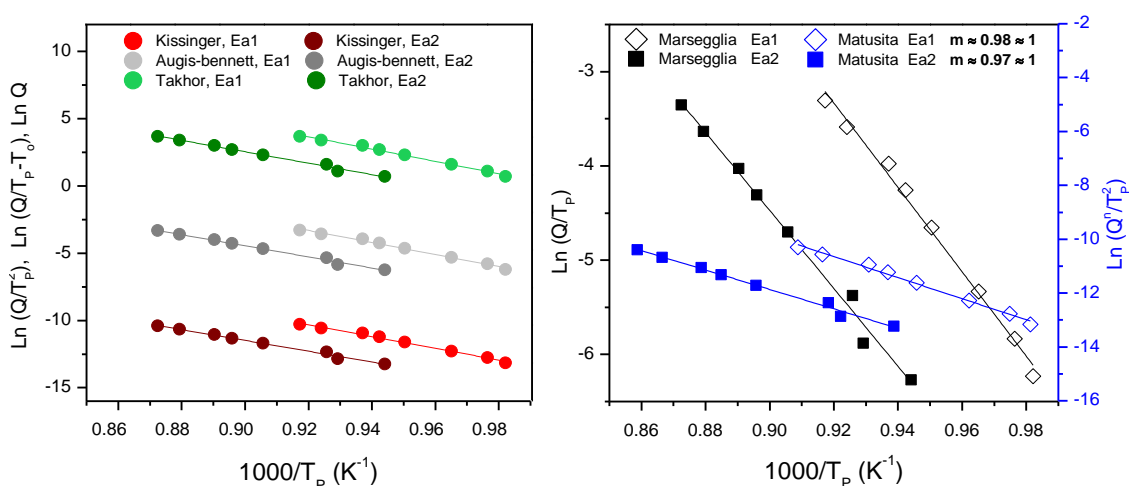 Kissinger, Ea1
Kissinger, Ea2
Augis-bennett, Ea1
Augis-bennett, Ea2
Takhor, Ea1
Takhor, Ea2
10
5
0
-5
-10
-15
0.86
0.88
0.90
0.92
0.94
0.96
0.98
1000/T_P (K⁻¹)
Ln (Q/T_P²), Ln (Q/T_P-T_o), Ln Q
Marsegglia Ea1
Matusita Ea1 m ≈ 0.98 ≈ 1
Marsegglia Ea2
Matusita Ea2 m ≈ 0.97 ≈ 1
-3
-4
-5
-6
Ln (Q/T_P)
-2
-4
-6
-8
-10
-12
-14
-16
Ln (Qⁿ/T_P²)
0.86
0.88
0.90
0.92
0.94
0.96
0.98
1000/T_P (K⁻¹)